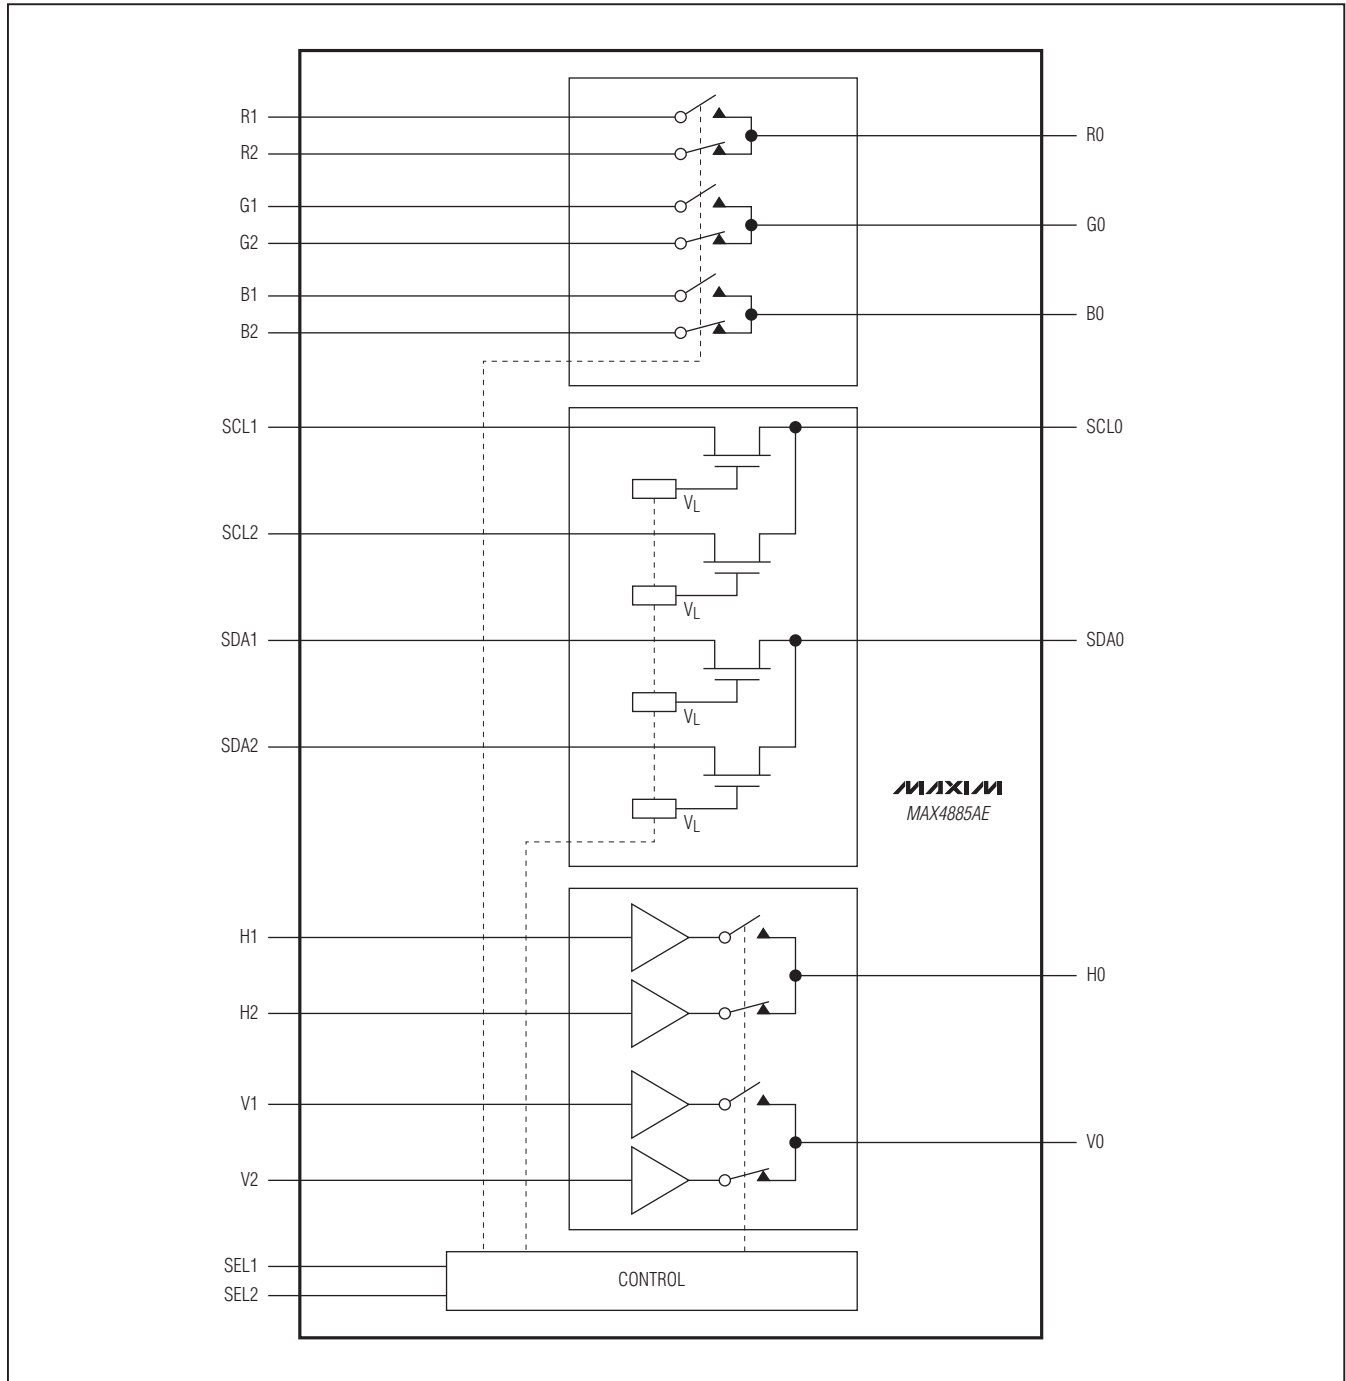 R1
R0
R2
G1
G0
G2
B1
B0
B2
SCL1
SCL0
VL
SCL2
VL
SDA1
SDA0
VL
SDA2
MAXIM
MAX4885AE
VL
H1
H0
H2
V1
V0
V2
SEL1
CONTROL
SEL2